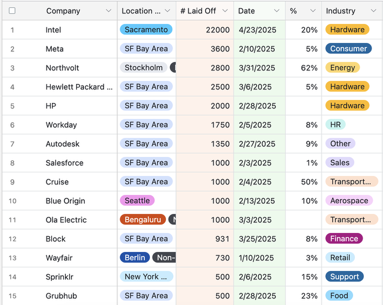 Company Location ... # Laid Off Date % Industry
1 Intel Sacramento 22000 4/23/2025 20% Hardware
2 Meta SF Bay Area 3600 2/10/2025 5% Consumer
3 Northvolt Stockholm 2800 3/31/2025 62% Energy
4 Hewlett Packard ... SF Bay Area 2500 3/6/2025 5% Hardware
5 HP SF Bay Area 2000 2/28/2025 Hardware
6 Workday SF Bay Area 1750 2/5/2025 8% HR
7 Autodesk SF Bay Area 1350 2/27/2025 9% Other
8 Salesforce SF Bay Area 1000 2/3/2025 1% Sales
9 Cruise SF Bay Area 1000 2/4/2025 50% Transport...
10 Blue Origin Seattle 1000 2/13/2025 10% Aerospace
11 Ola Electric Bengaluru 1000 3/3/2025 Transport...
12 Block SF Bay Area 931 3/25/2025 8% Finance
13 Wayfair Berlin Non- 730 1/10/2025 3% Retail
14 Sprinklr New York ... 500 2/6/2025 15% Support
15 Grubhub SF Bay Area 500 2/28/2025 23% Food